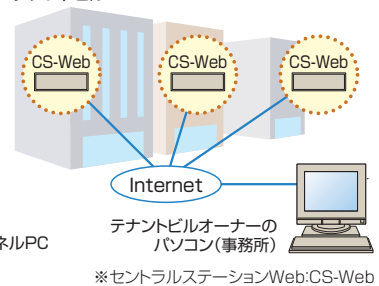 CS-Web CS-Web CS-Web
Internet
テナントビルオーナーの
パソコン(事務所)
ネルPC
※セントラルステーションWeb:CS-Web